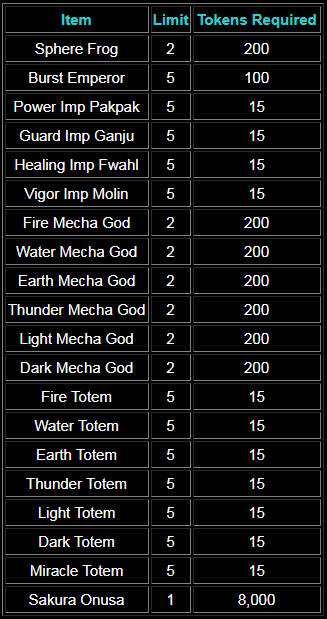 Item Limit Tokens Required
Sphere Frog 2 200
Burst Emperor 5 100
Power Imp Pakpak 5 15
Guard Imp Ganju 5 15
Healing Imp Fwahl 5 15
Vigor Imp Molin 5 15
Fire Mecha God 2 200
Water Mecha God 2 200
Earth Mecha God 2 200
Thunder Mecha God 2 200
Light Mecha God 2 200
Dark Mecha God 2 200
Fire Totem 5 15
Water Totem 5 15
Earth Totem 5 15
Thunder Totem 5 15
Light Totem 5 15
Dark Totem 5 15
Miracle Totem 5 15
Sakura Onusa 1 8,000